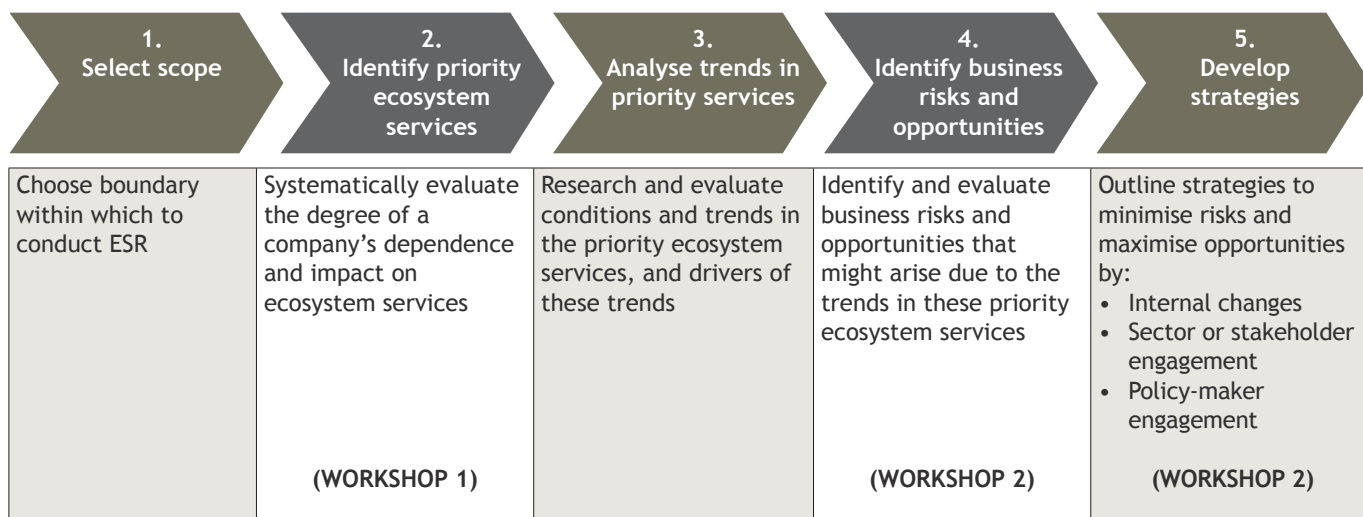 1.
Select scope
2.
Identify priority
ecosystem
services
3.
Analyse trends in
priority services
4.
Identify business
risks and
opportunities
5.
Develop
strategies
Choose boundary
within which to
conduct ESR
Systematically evaluate
the degree of a
company’s dependence
and impact on
ecosystem services
(WORKSHOP 1)
Research and evaluate
conditions and trends in
the priority ecosystem
services, and drivers of
these trends
Identify and evaluate
business risks and
opportunities that
might arise due to the
trends in these priority
ecosystem services
(WORKSHOP 2)
Outline strategies to
minimise risks and
maximise opportunities
by:
• Internal changes
• Sector or stakeholder
engagement
• Policy-maker
engagement
(WORKSHOP 2)